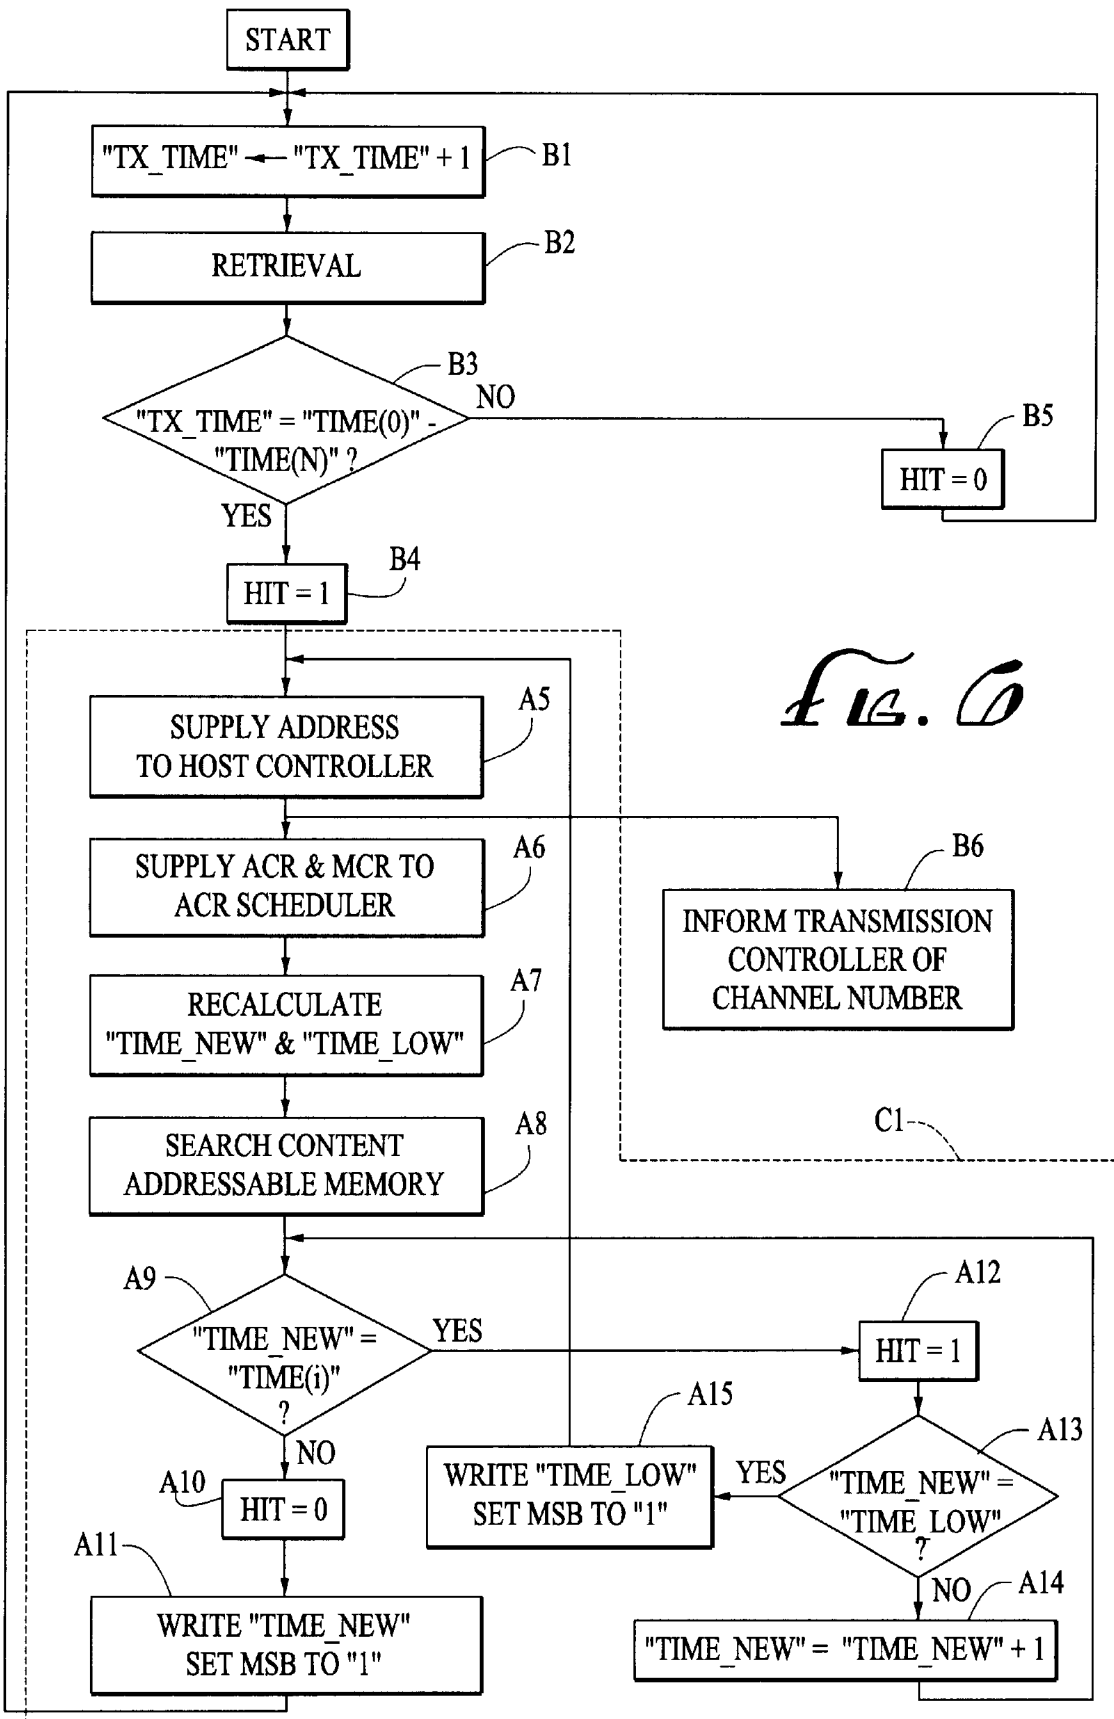 START
"TX_TIME" ← "TX_TIME" + 1
B1
RETRIEVAL
B2
B3
"TX_TIME" = "TIME(0)" -
"TIME(N)" ?
NO
YES
B5
HIT = 0
B4
HIT = 1
FIG. 6
SUPPLY ADDRESS
TO HOST CONTROLLER
A5
SUPPLY ACR & MCR TO
ACR SCHEDULER
A6
B6
INFORM TRANSMISSION
CONTROLLER OF
CHANNEL NUMBER
RECALCULATE
"TIME_NEW" & "TIME_LOW"
A7
SEARCH CONTENT
ADDRESSABLE MEMORY
A8
C1
A9
"TIME_NEW" =
"TIME(i)"
?
YES
NO
A12
HIT = 1
A10
HIT = 0
A15
WRITE "TIME_LOW"
SET MSB TO "1"
YES
A13
"TIME_NEW" =
"TIME_LOW"
?
NO
A11
WRITE "TIME_NEW"
SET MSB TO "1"
A14
"TIME_NEW" = "TIME_NEW" + 1